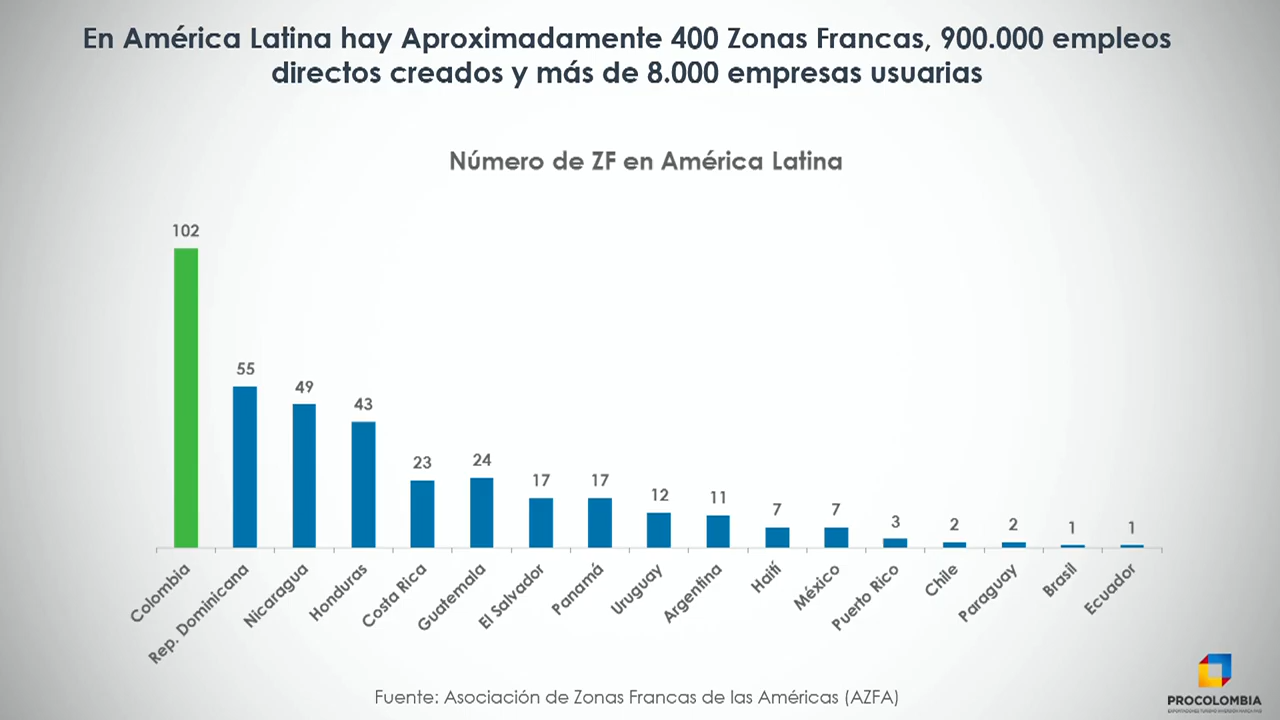 En América Latina hay Aproximadamente 400 Zonas Francas, 900.000 empleos
directos creados y más de 8.000 empresas usuarias
Número de ZF en América Latina
102
55
49
43
23
24
17
17
12
11
7
7
3
2
2
1
1
Colombia
Rep. Dominicana
Nicaragua
Honduras
Costa Rica
Guatemala
El Salvador
Panamá
Uruguay
Argentina
Haití
México
Puerto Rico
Chile
Paraguay
Brasil
Ecuador
Fuente: Asociación de Zonas Francas de las Américas (AZFA)
PROCOLOMBIA